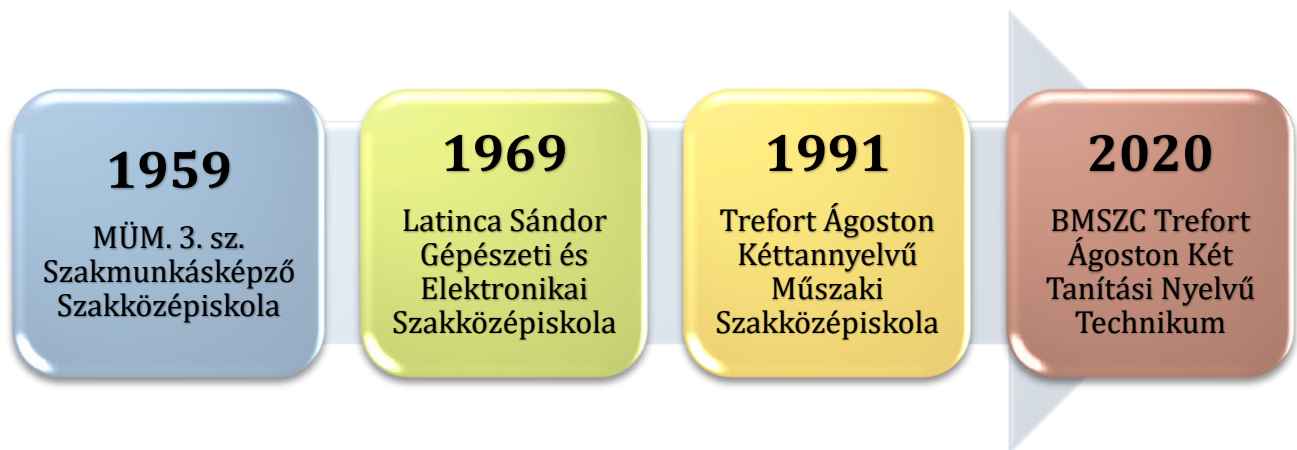 1959
MÜM. 3. sz.
Szakmunkásképző
Szakközépiskola
1969
Latinca Sándor
Gépészeti és
Elektronikai
Szakközépiskola
1991
Trefort Ágoston
Kéttannyelvű
Műszaki
Szakközépiskola
2020
BMSZC Trefort
Ágoston Két
Tanítási Nyelvű
Technikum